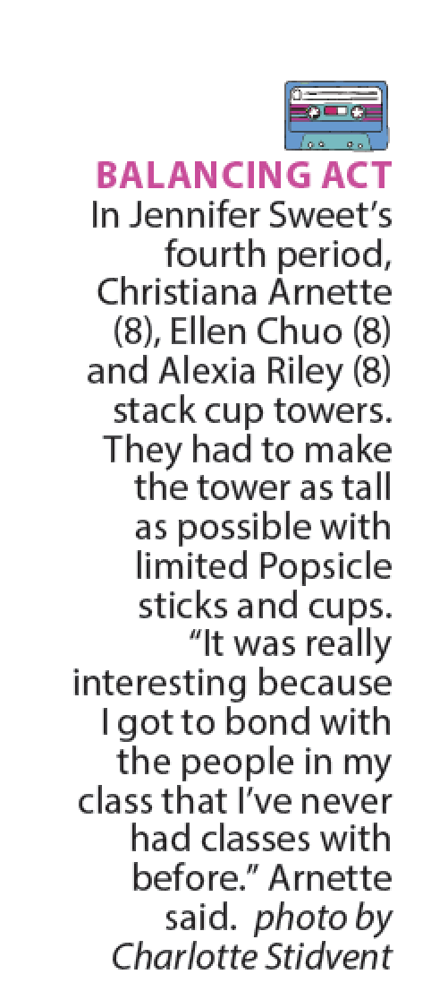 BALANCING ACT
In Jennifer Sweet’s
fourth period,
Christiana Arnette
(8), Ellen Chuo (8)
and Alexia Riley (8)
stack cup towers.
They had to make
the tower as tall
as possible with
limited Popsicle
sticks and cups.
“It was really
interesting because
I got to bond with
the people in my
class that I’ve never
had classes with
before.” Arnette
said.  photo by
Charlotte Stidvent